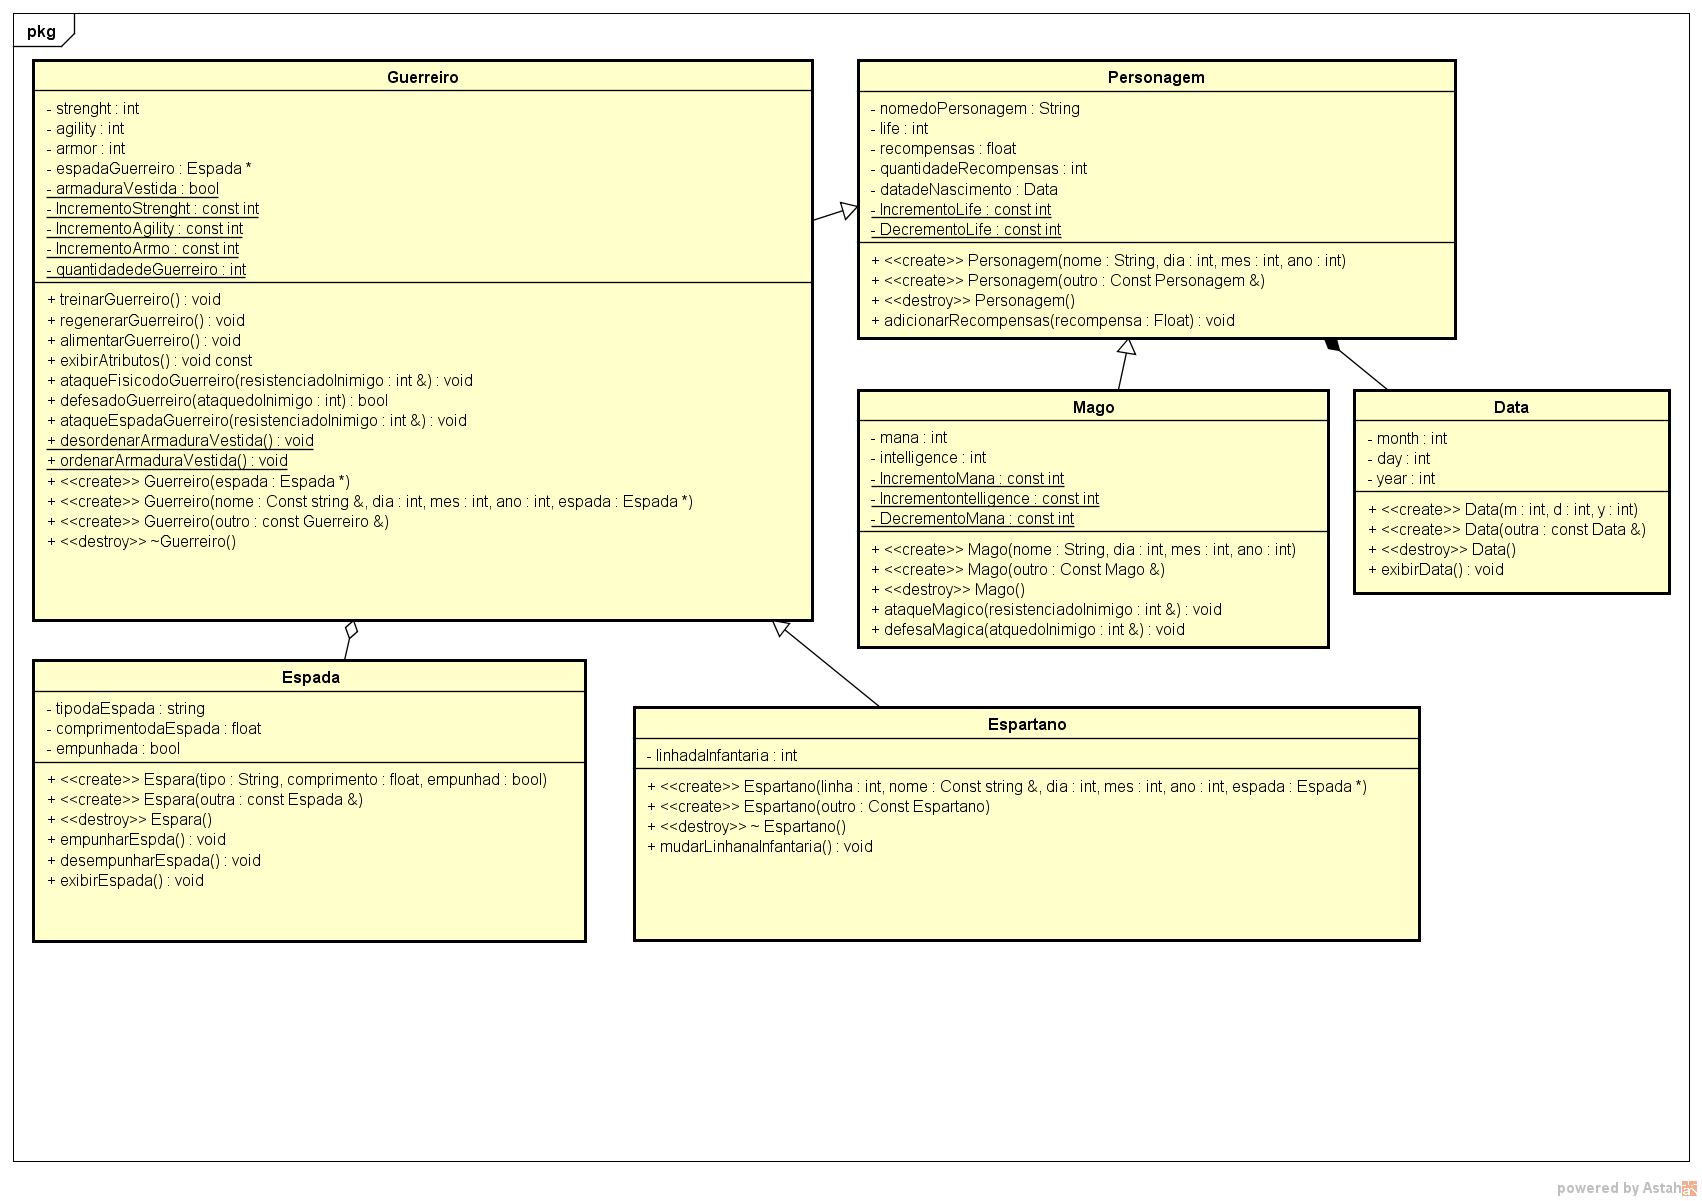 pkg
Guerreiro
- strenght : int
- agility : int
- armor : int
- espadaGuerreiro : Espada *
- armaduraVestida : bool
- IncrementoStrenght : const int
- IncrementoAgility : const int
- IncrementoArmo : const int
- quantidadedeGuerreiro : int
+ treinarGuerreiro() : void
+ regenerarGuerreiro() : void
+ alimentarGuerreiro() : void
+ exibirAtributos() : void const
+ ataqueFisicodoGuerreiro(resistenciadoInimigo : int &) : void
+ defesadoGuerreiro(ataquedoInimigo : int) : bool
+ ataqueEspadaGuerreiro(resistenciadoInimigo : int &) : void
+ desordenarArmaduraVestida() : void
+ ordenarArmaduraVestida() : void
+ <<create>> Guerreiro(espada : Espada *)
+ <<create>> Guerreiro(nome : Const string &, dia : int, mes : int, ano : int, espada : Espada *)
+ <<create>> Guerreiro(outro : const Guerreiro &)
+ <<destroy>> ~Guerreiro()
Personagem
- nomedoPersonagem : String
- life : int
- recompensas : float
- quantidadeRecompensas : int
- datadeNascimento : Data
- IncrementoLife : const int
- DecrementoLife : const int
+ <<create>> Personagem(nome : String, dia : int, mes : int, ano : int)
+ <<create>> Personagem(outro : Const Personagem &)
+ <<destroy>> Personagem()
+ adicionarRecompensas(recompensa : Float) : void
Mago
- mana : int
- intelligence : int
- IncrementoMana : const int
- Incrementontelligence : const int
- DecrementoMana : const int
+ <<create>> Mago(nome : String, dia : int, mes : int, ano : int)
+ <<create>> Mago(outro : Const Mago &)
+ <<destroy>> Mago()
+ ataqueMagico(resistenciadoInimigo : int &) : void
+ defesaMagica(atquedoInimigo : int &) : void
Data
- month : int
- day : int
- year : int
+ <<create>> Data(m : int, d : int, y : int)
+ <<create>> Data(outra : const Data &)
+ <<destroy>> Data()
+ exibirData() : void
Espada
- tipodaEspada : string
- comprimentodaEspada : float
- empunhada : bool
+ <<create>> Espara(tipo : String, comprimento : float, empunhad : bool)
+ <<create>> Espara(outra : const Espada &)
+ <<destroy>> Espara()
+ empunharEspda() : void
+ desempunharEspada() : void
+ exibirEspada() : void
Espartano
- linhadaInfantaria : int
+ <<create>> Espartano(linha : int, nome : Const string &, dia : int, mes : int, ano : int, espada : Espada *)
+ <<create>> Espartano(outro : Const Espartano)
+ <<destroy>> ~ Espartano()
+ mudarLinhanaInfantaria() : void
powered by Astah